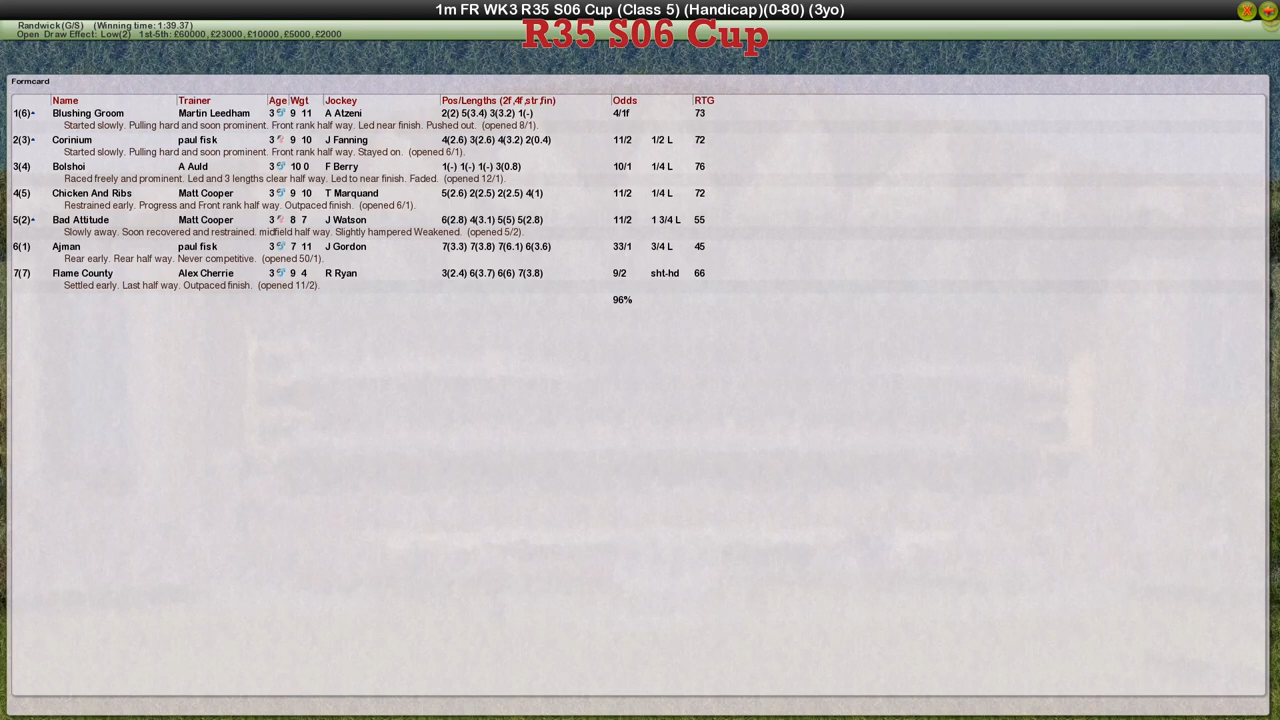 1m FR WK3 R35 S06 Cup (Class 5) (Handicap)(0-80) (3yo)
Randwick(G/S) (Winning time: 1:39.37)
Open Draw Effect: Low(2) 1st-5th: £60000, £23000, £10000, £5000, £2000
R35 S06 Cup
Formcard
Name Trainer Age Wgt Jockey Pos/Lengths (2f,4f,str,fin) Odds RTG
1(6) Blushing Groom Martin Leedham 3 9 11 A Atzeni 2(2) 5(3.4) 3(3.2) 1(-) 4/1f 73
Started slowly. Pulling hard and soon prominent. Front rank half way. Led near finish. Pushed out. (opened 8/1).
2(3) Corinium paul fisk 3 9 10 J Fanning 4(2.6) 3(2.6) 4(3.2) 2(0.4) 11/2 1/2 L 72
Started slowly. Pulling hard and soon prominent. Front rank half way. Stayed on. (opened 6/1).
3(4) Bolshoi A Auld 3 10 0 F Berry 1(-) 1(-) 1(-) 3(0.8) 10/1 1/4 L 76
Raced freely and prominent. Led and 3 lengths clear half way. Led to near finish. Faded. (opened 12/1).
4(5) Chicken And Ribs Matt Cooper 3 9 10 T Marquand 5(2.6) 2(2.5) 2(2.5) 4(1) 11/2 1/4 L 72
Restrained early. Progress and Front rank half way. Outpaced finish. (opened 6/1).
5(2) Bad Attitude Matt Cooper 3 8 7 J Watson 6(2.8) 4(3.1) 5(5) 5(2.8) 11/2 1 3/4 L 55
Slowly away. Soon recovered and restrained. midfield half way. Slightly hampered Weakened. (opened 5/2).
6(1) Ajman paul fisk 3 7 11 J Gordon 7(3.3) 7(3.8) 7(6.1) 6(3.6) 33/1 3/4 L 45
Rear early. Rear half way. Never competitive. (opened 50/1).
7(7) Flame County Alex Cherrie 3 9 4 R Ryan 3(2.4) 6(3.7) 6(6) 7(3.8) 9/2 sht-hd 66
Settled early. Last half way. Outpaced finish. (opened 11/2).
96%